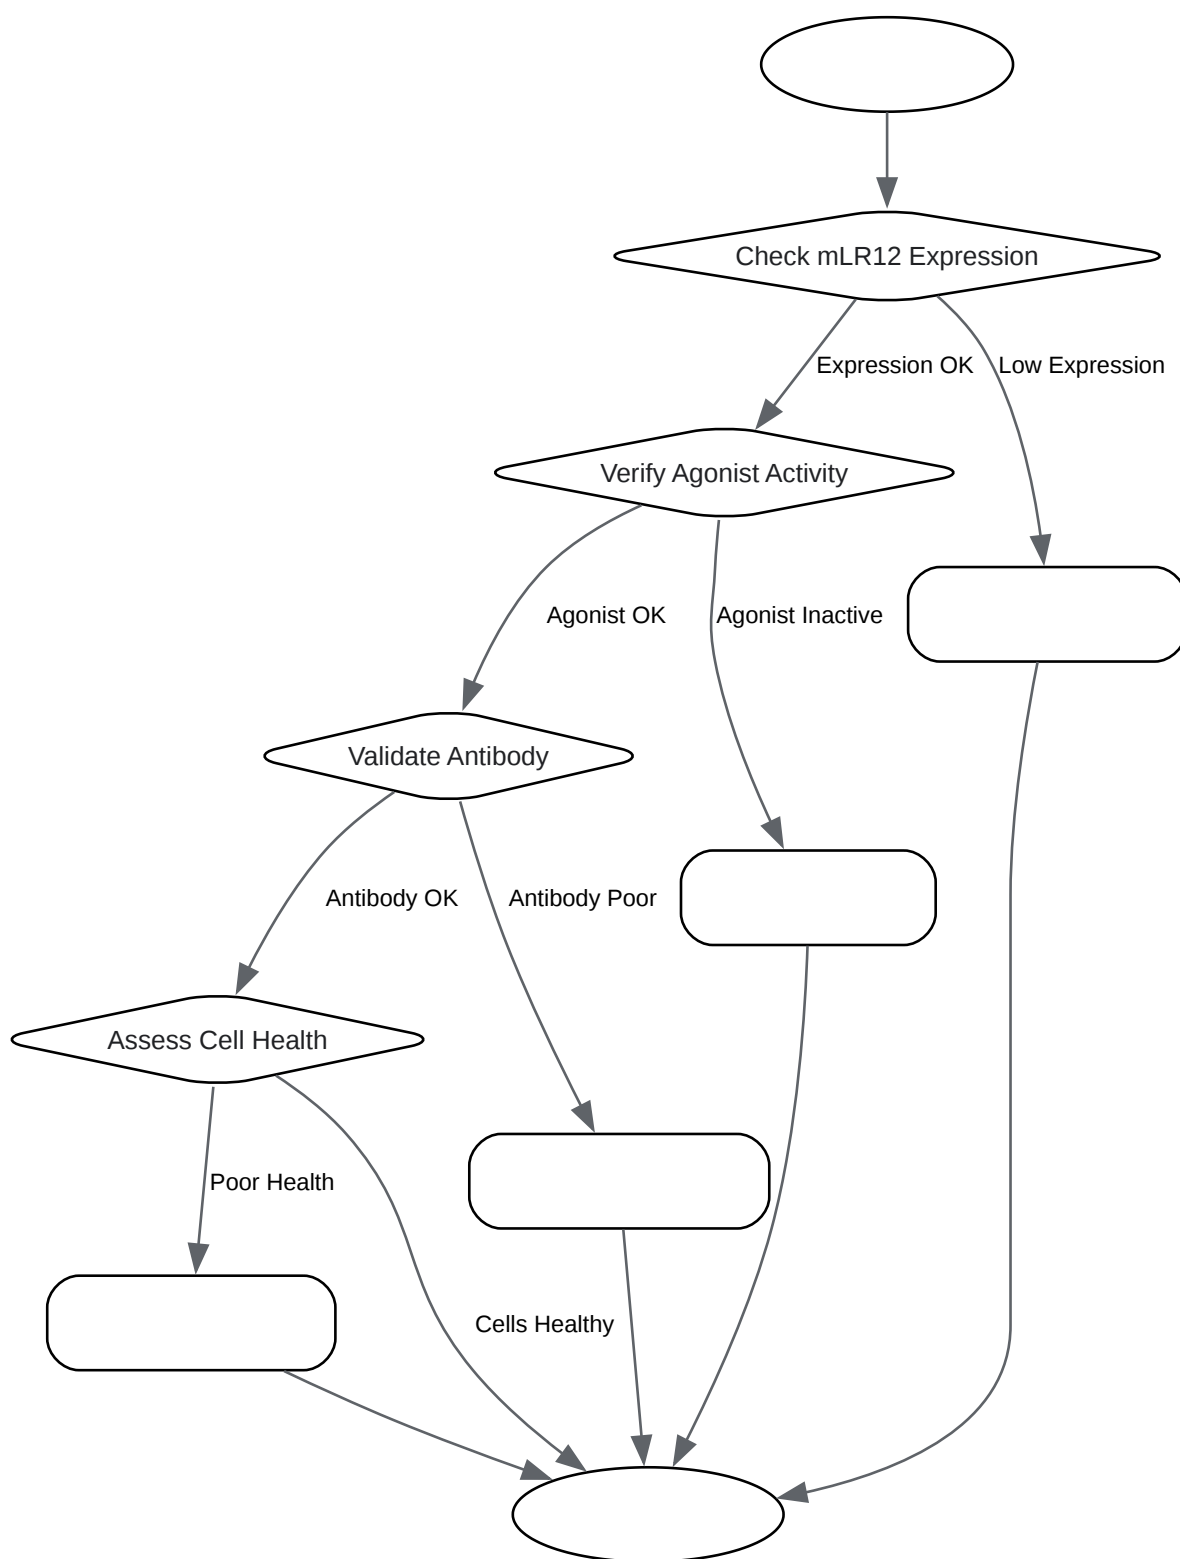 Check mLR12 Expression
Expression OK
Low Expression
Verify Agonist Activity
Agonist OK
Agonist Inactive
Validate Antibody
Antibody OK
Antibody Poor
Assess Cell Health
Poor Health
Cells Healthy